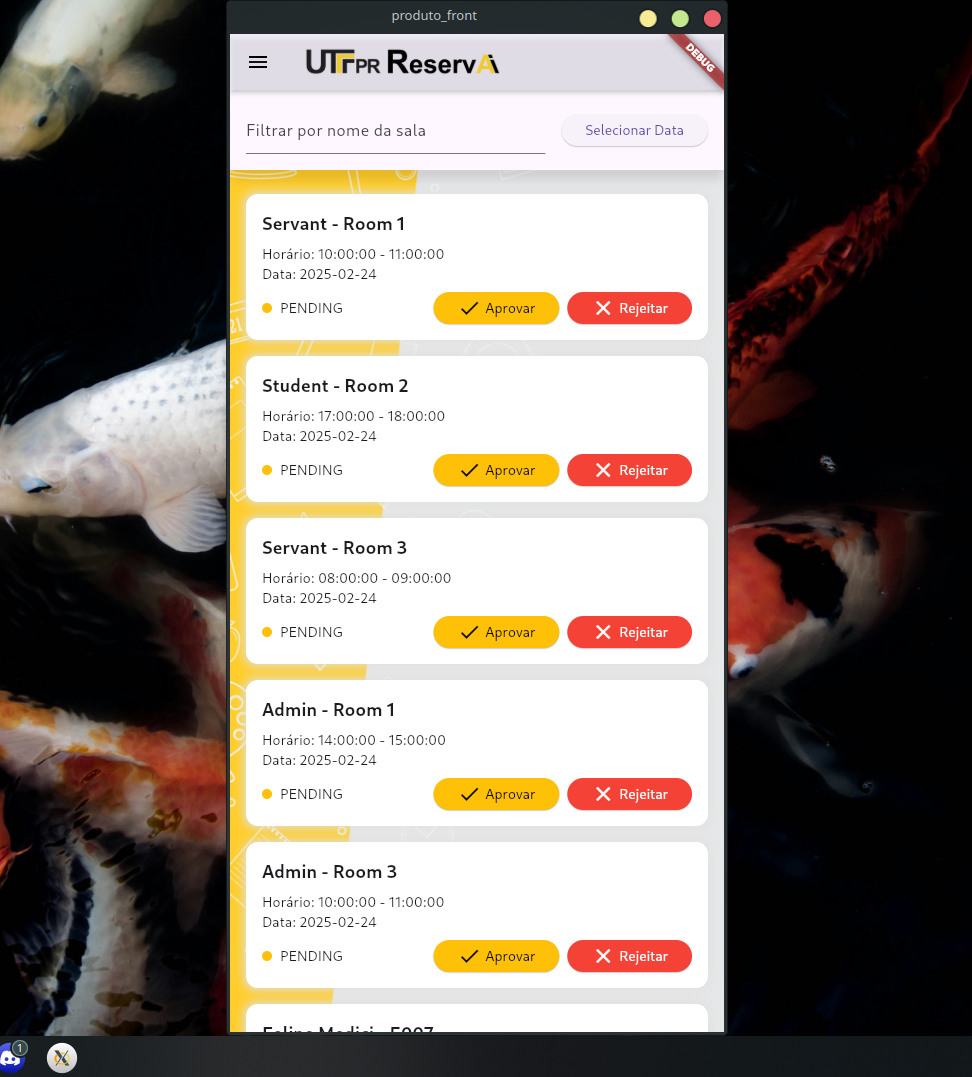 produto_front
UTFPR ReservA
DEBUG
Filtrar por nome da sala
Selecionar Data
Servant - Room 1
Horário: 10:00:00 - 11:00:00
Data: 2025-02-24
PENDING
Aprovar
Rejeitar
Student - Room 2
Horário: 17:00:00 - 18:00:00
Data: 2025-02-24
PENDING
Aprovar
Rejeitar
Servant - Room 3
Horário: 08:00:00 - 09:00:00
Data: 2025-02-24
PENDING
Aprovar
Rejeitar
Admin - Room 1
Horário: 14:00:00 - 15:00:00
Data: 2025-02-24
PENDING
Aprovar
Rejeitar
Admin - Room 3
Horário: 10:00:00 - 11:00:00
Data: 2025-02-24
PENDING
Aprovar
Rejeitar
1